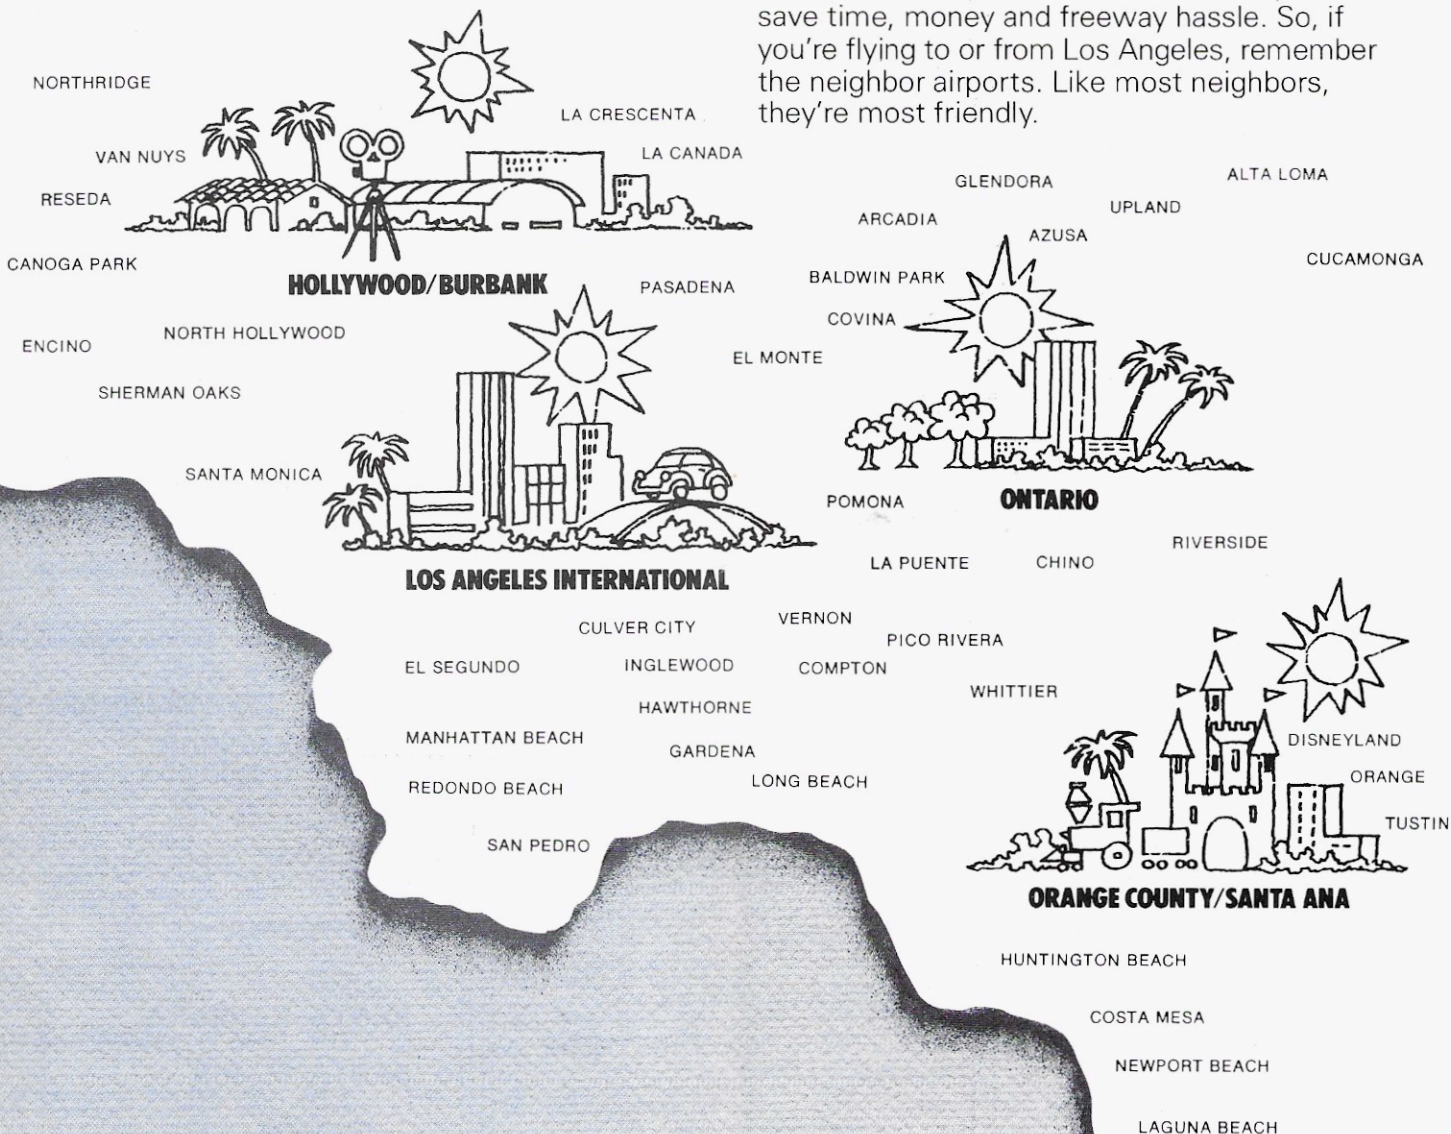 save time, money and freeway hassle. So, if
you're flying to or from Los Angeles, remember
the neighbor airports. Like most neighbors,
they're most friendly.
NORTHRIDGE
LA CRESCENTA
VAN NUYS
LA CANADA
RESEDA
CANOGA PARK
HOLLYWOOD/BURBANK
PASADENA
NORTH HOLLYWOOD
ENCINO
SHERMAN OAKS
SANTA MONICA
EL MONTE
GLENDORA
ALTA LOMA
UPLAND
ARCADIA
AZUSA
CUCAMONGA
BALDWIN PARK
COVINA
POMONA
ONTARIO
RIVERSIDE
LA PUENTE
CHINO
LOS ANGELES INTERNATIONAL
VERNON
CULVER CITY
PICO RIVERA
EL SEGUNDO
INGLEWOOD
COMPTON
WHITTIER
HAWTHORNE
MANHATTAN BEACH
GARDENA
REDONDO BEACH
LONG BEACH
SAN PEDRO
DISNEYLAND
ORANGE
TUSTIN
ORANGE COUNTY/SANTA ANA
HUNTINGTON BEACH
COSTA MESA
NEWPORT BEACH
LAGUNA BEACH